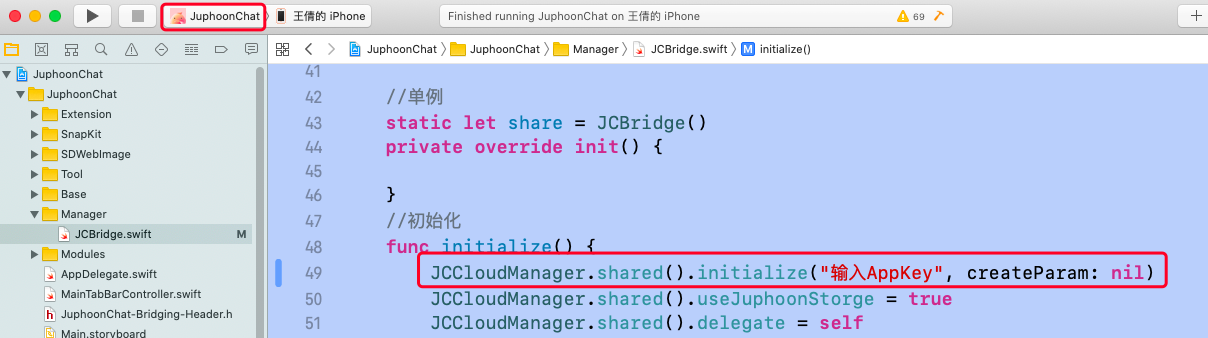 JuphoonChat 王倩的 iPhone
Finished running JuphoonChat on 王倩的 iPhone 69
JuphoonChat JuphoonChat Manager JCBridge.swift M initialize()
JuphoonChat
JuphoonChat
Extension
SnapKit
SDWebImage
Tool
Base
Manager
JCBridge.swift M
Modules
AppDelegate.swift
MainTabBarController.swift
h JuphoonChat-Bridging-Header.h
Main.storyboard
41
42 //单例
43 static let share = JCBridge()
44 private override init() {
45
46 }
47 //初始化
48 func initialize() {
49 JCCloudManager.shared().initialize("输入AppKey", createParam: nil)
50 JCCloudManager.shared().useJuphoonStorge = true
51 JCCloudManager.shared().delegate = self